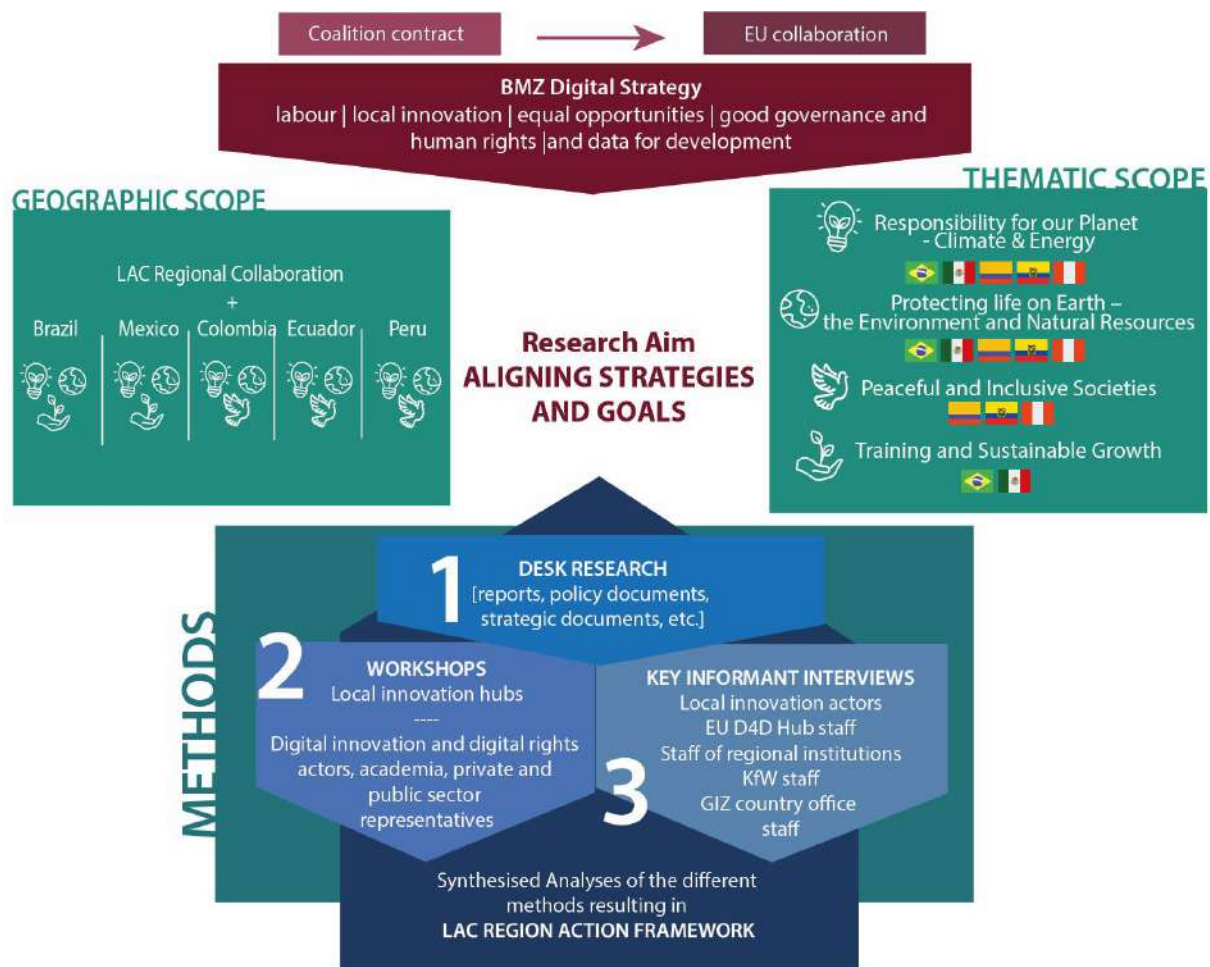 Coalition contract
EU collaboration
BMZ Digital Strategy
labour | local innovation | equal opportunities | good governance and
human rights |and data for development
GEOGRAPHIC SCOPE
LAC Regional Collaboration
+
Brazil
Mexico
Colombia
Ecuador
Peru
THEMATIC SCOPE
Responsibility for our Planet
- Climate & Energy
Protecting life on Earth –
the Environment and Natural Resources
Peaceful and Inclusive Societies
Training and Sustainable Growth
Research Aim
ALIGNING STRATEGIES
AND GOALS
METHODS
1
DESK RESEARCH
[reports, policy documents,
strategic documents, etc.]
2
WORKSHOPS
Local innovation hubs
----
Digital innovation and digital rights
actors, academia, private and
public sector
representatives
3
KEY INFORMANT INTERVIEWS
Local innovation actors
EU D4D Hub staff
Staff of regional institutions
KfW staff
GIZ country office
staff
Synthesised Analyses of the different
methods resulting in
LAC REGION ACTION FRAMEWORK